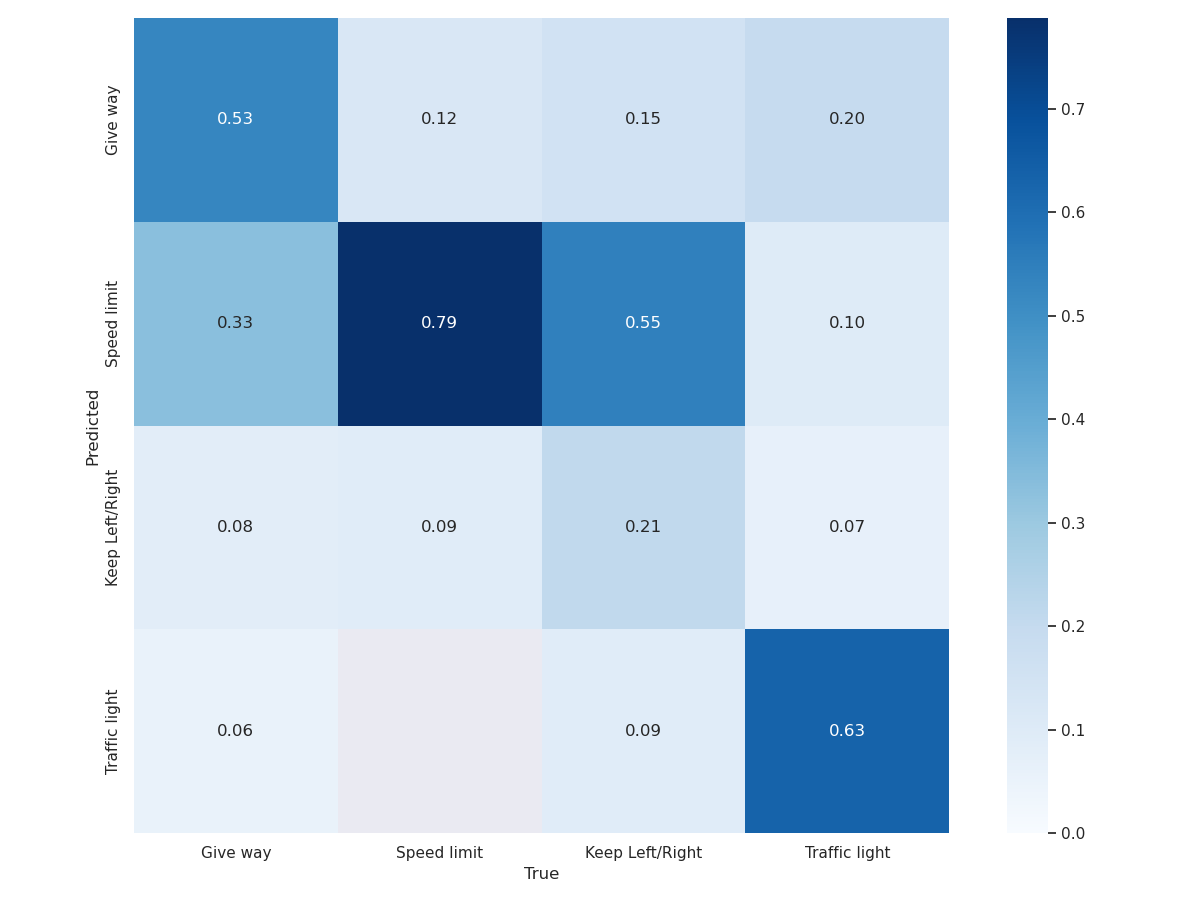 Give way
0.53 0.12 0.15 0.20
Speed limit
0.33 0.79 0.55 0.10
Predicted
Keep Left/Right
0.08 0.09 0.21 0.07
Traffic light
0.06 0.09 0.63
Give way Speed limit Keep Left/Right Traffic light
True
0.7
0.6
0.5
0.4
0.3
0.2
0.1
0.0